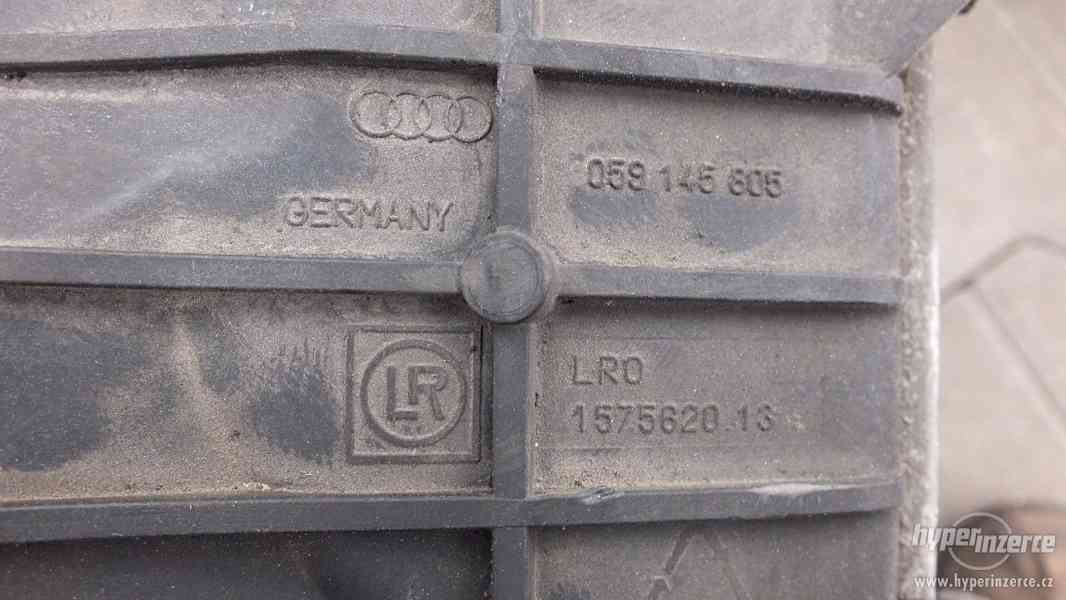 GERMANY
059 145 805
LR
LRO
1575620.13
hyperinzerce
www.hyperinzerce.cz